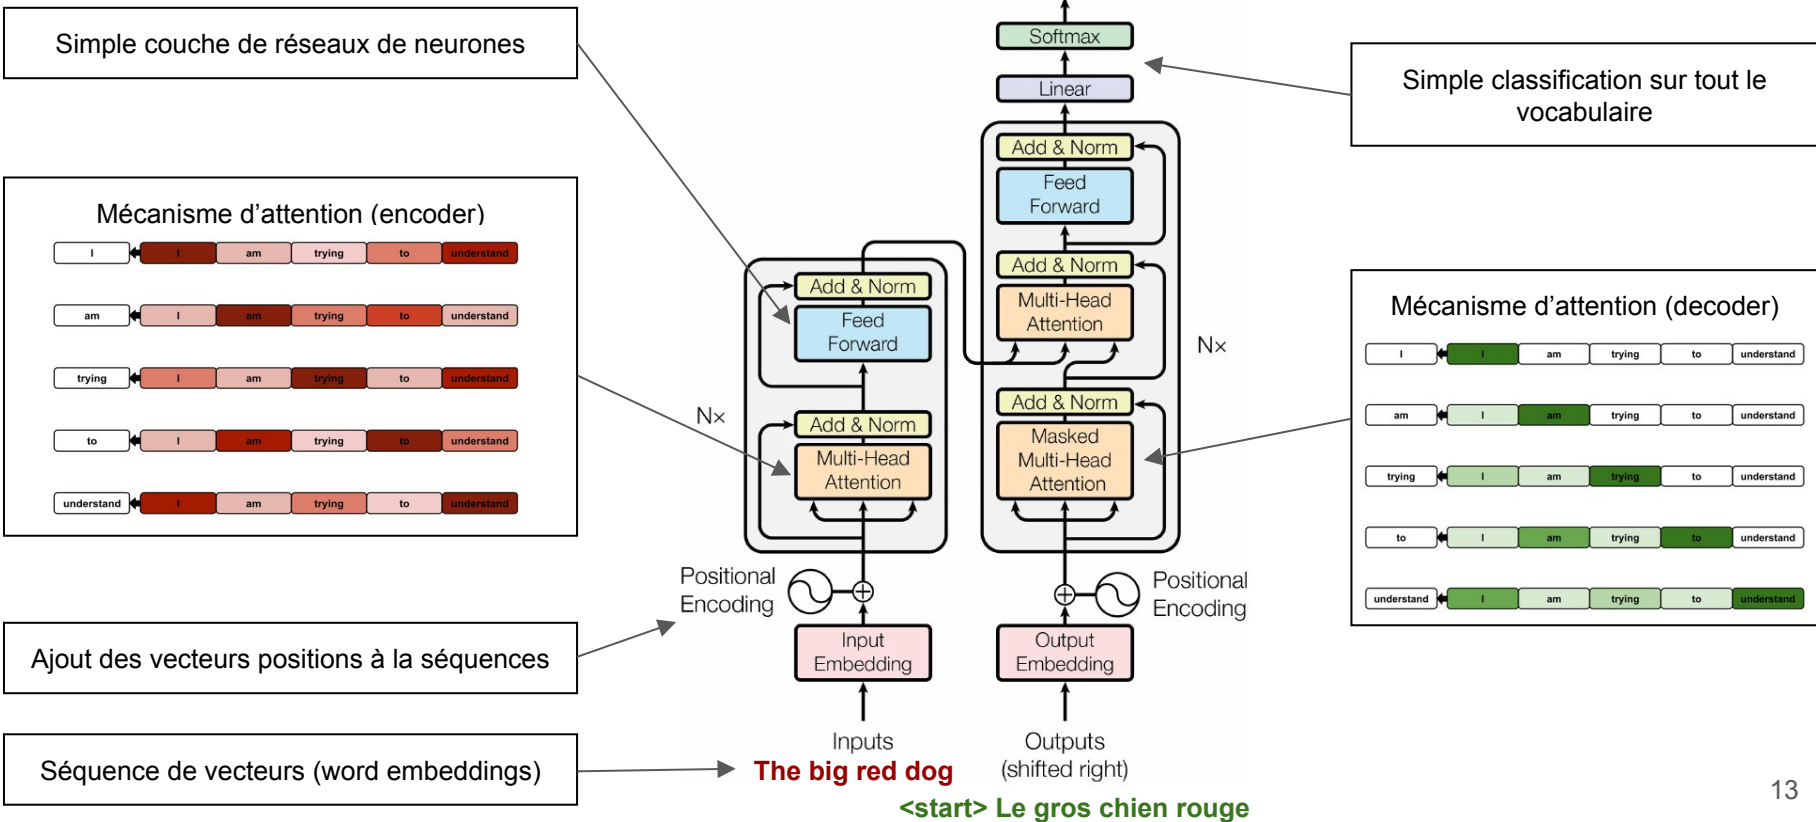 Simple couche de réseaux de neurones
Mécanisme d'attention (encoder)
I I am trying to understand
am I am trying to understand
trying I am trying to understand
to I am trying to understand
understand I am trying to understand
Ajout des vecteurs positions à la séquences
Séquence de vecteurs (word embeddings)
Softmax
Linear
Add & Norm
Feed
Forward
Add & Norm
Multi-Head
Attention
Nx
Add & Norm
Masked
Multi-Head
Attention
Add & Norm
Feed
Forward
Nx
Add & Norm
Multi-Head
Attention
Positional
Encoding
Positional
Encoding
Input
Embedding
Output
Embedding
Inputs
The big red dog
Outputs
(shifted right)
<start> Le gros chien rouge
Simple classification sur tout le
vocabulaire
Mécanisme d'attention (decoder)
I I am trying to understand
am I am trying to understand
trying I am trying to understand
to I am trying to understand
understand I am trying to understand
13